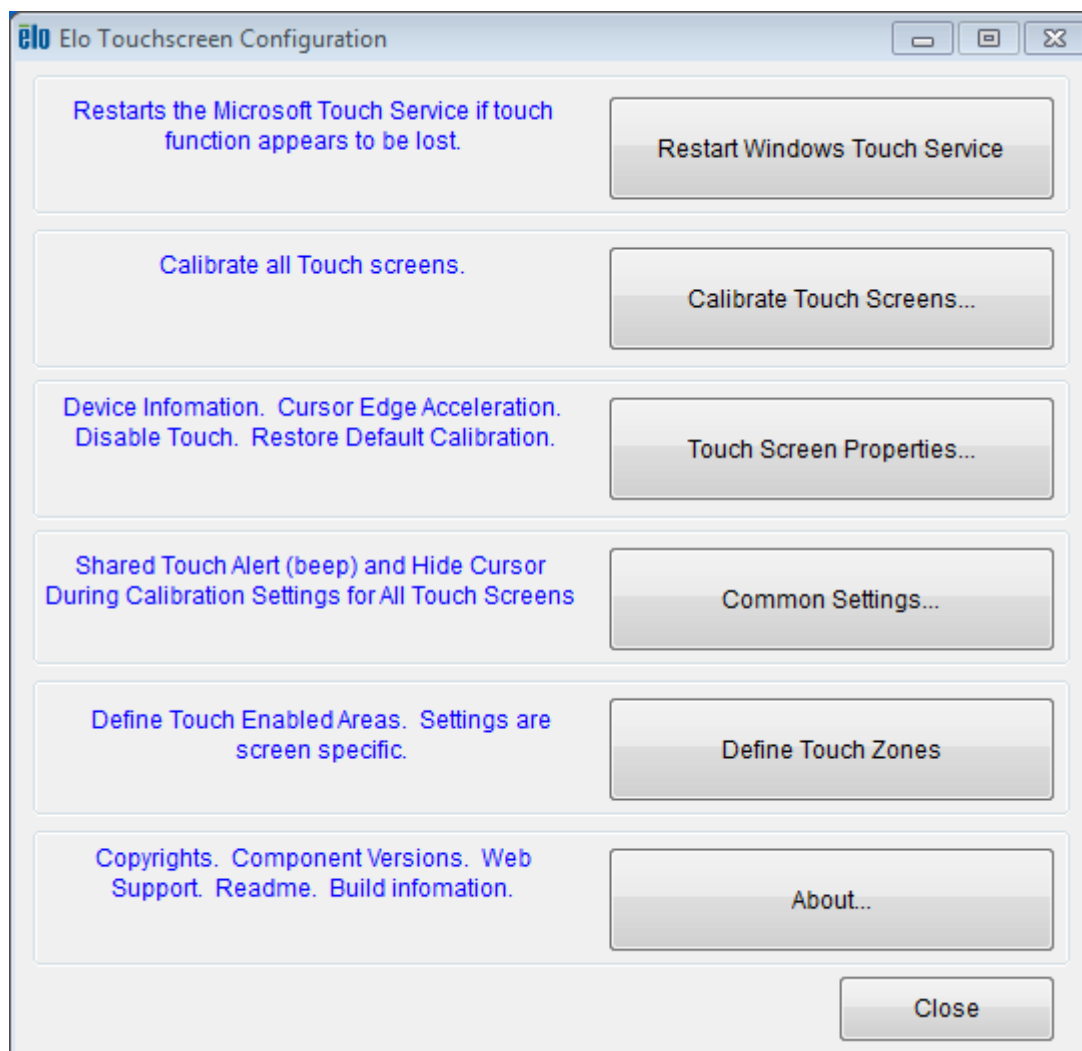 elo Elo Touchscreen Configuration
Restarts the Microsoft Touch Service if touch
function appears to be lost.
Restart Windows Touch Service
Calibrate all Touch screens.
Calibrate Touch Screens...
Device Infomation.  Cursor Edge Acceleration.
Disable Touch.  Restore Default Calibration.
Touch Screen Properties...
Shared Touch Alert (beep) and Hide Cursor
During Calibration Settings for All Touch Screens
Common Settings...
Define Touch Enabled Areas.  Settings are
screen specific.
Define Touch Zones
Copyrights.  Component Versions.  Web
Support.  Readme.  Build infomation.
About...
Close